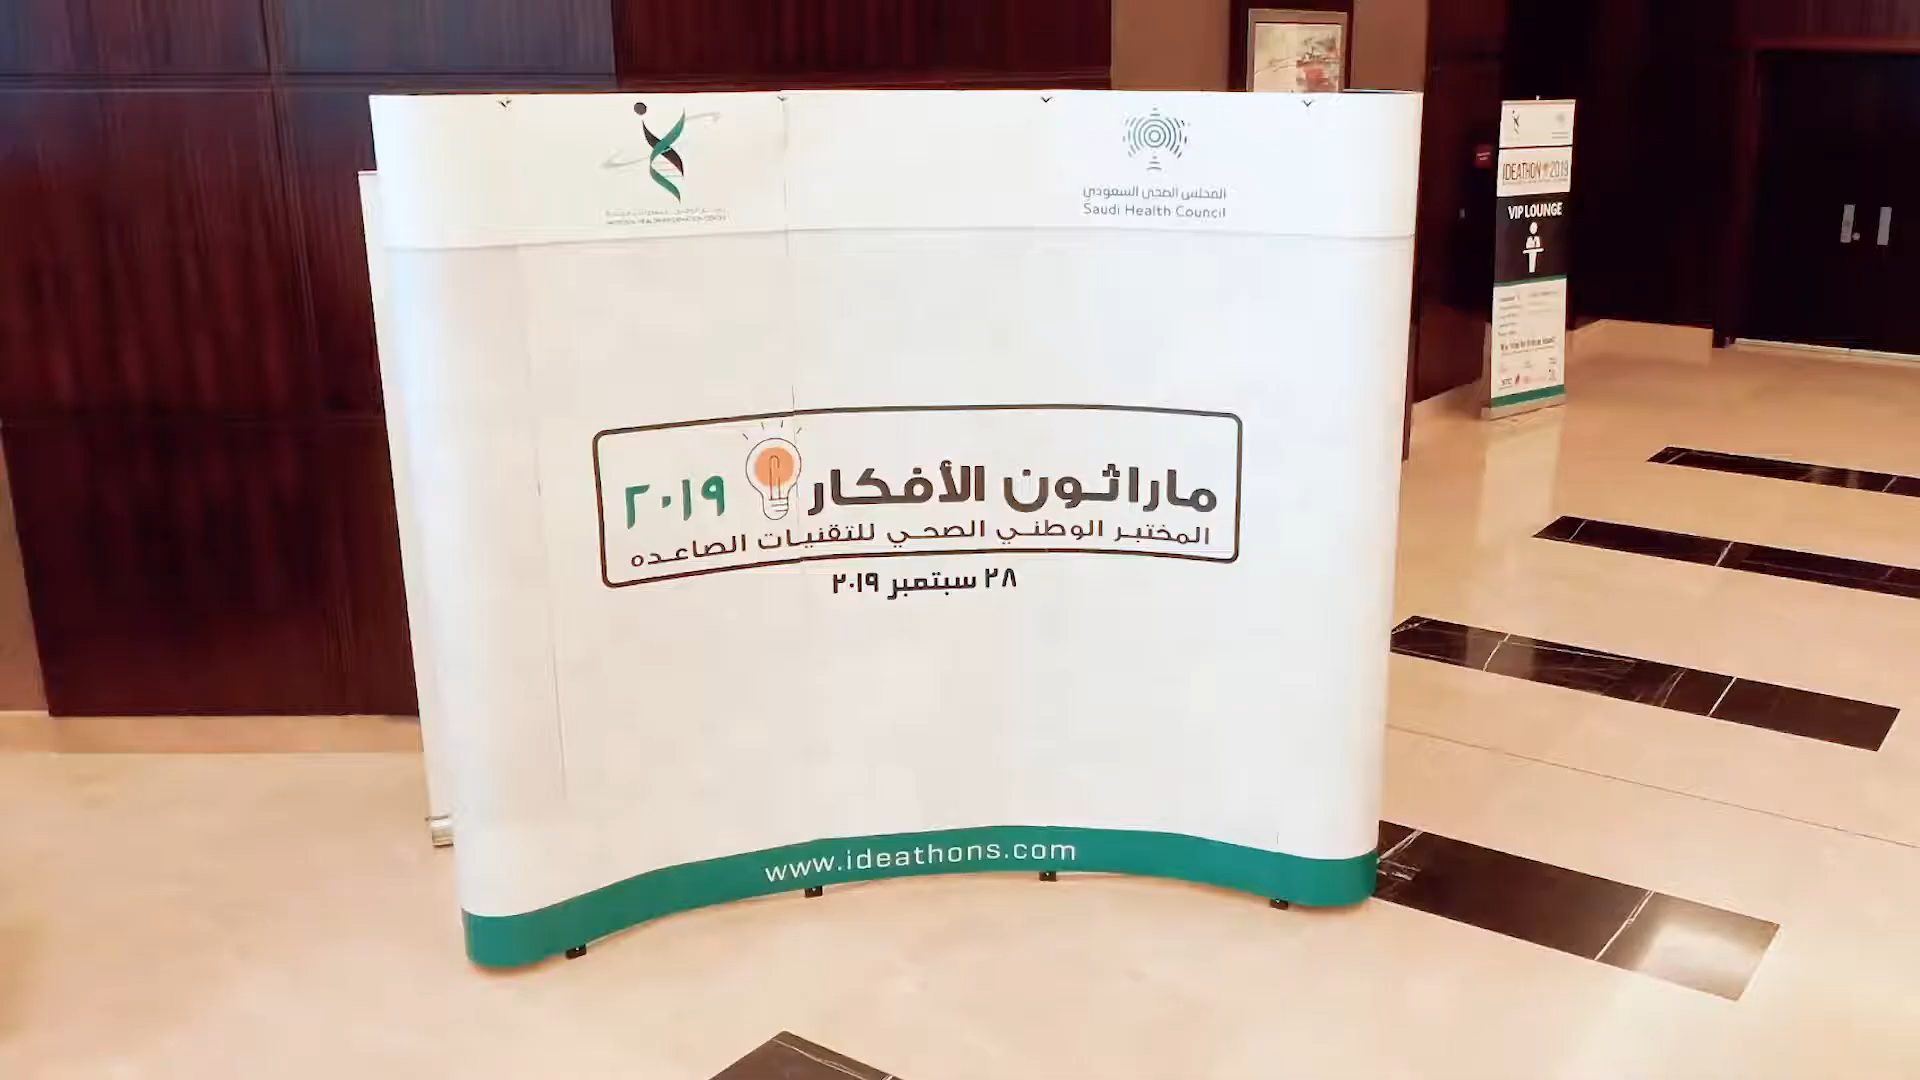 المجلس الصحي السعودي
Saudi Health Council
ماراثون الأفكار ٢٠١٩
المختبر الوطني الصحي للتقنيات الصاعده
٢٨ سبتمبر ٢٠١٩
www.ideathons.com
IDEATHON 2019
VIP LOUNGE